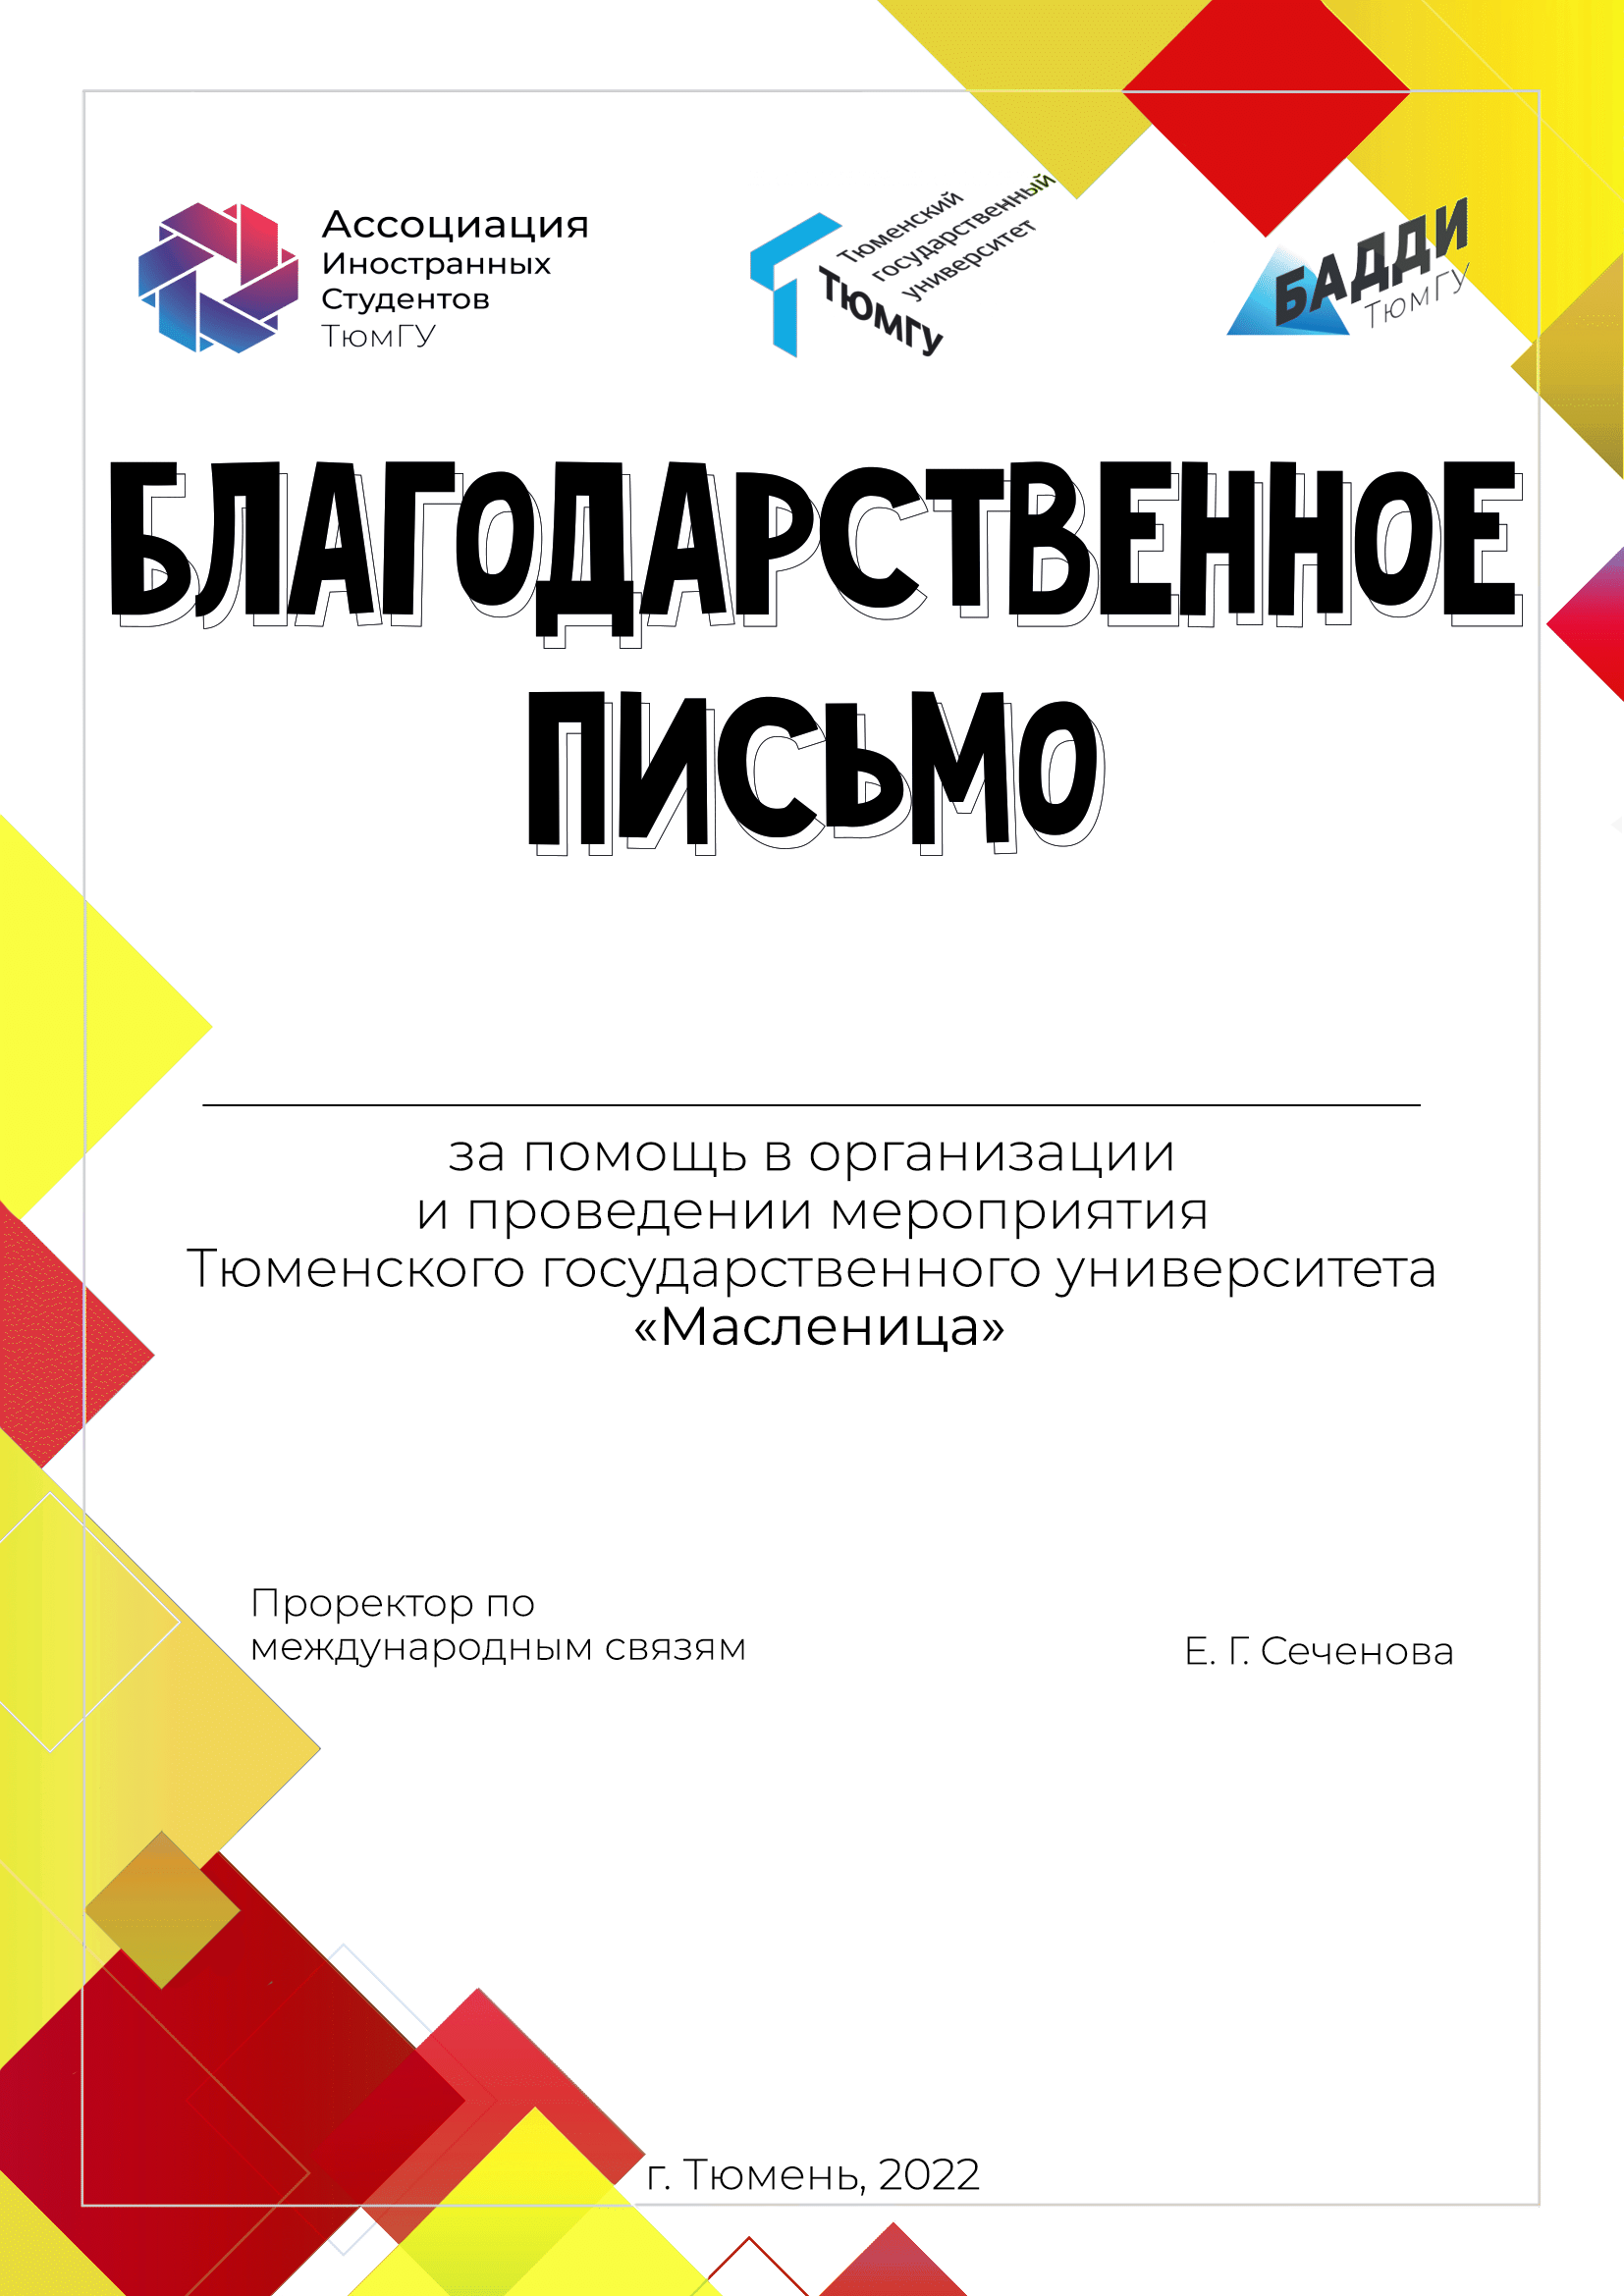 Ассоциация
Иностранных
Студентов
ТюмГУ
Тюменский
государственный
университет
ТЮМГУ
БАДДИ
ТюмГУ
БЛАГОДАРСТВЕННОЕ
ПИСЬМО
за помощь в организации
и проведении мероприятия
Тюменского государственного университета
«Масленица»
Проректор по
международным связям
Е. Г. Сеченова
г. Тюмень, 2022